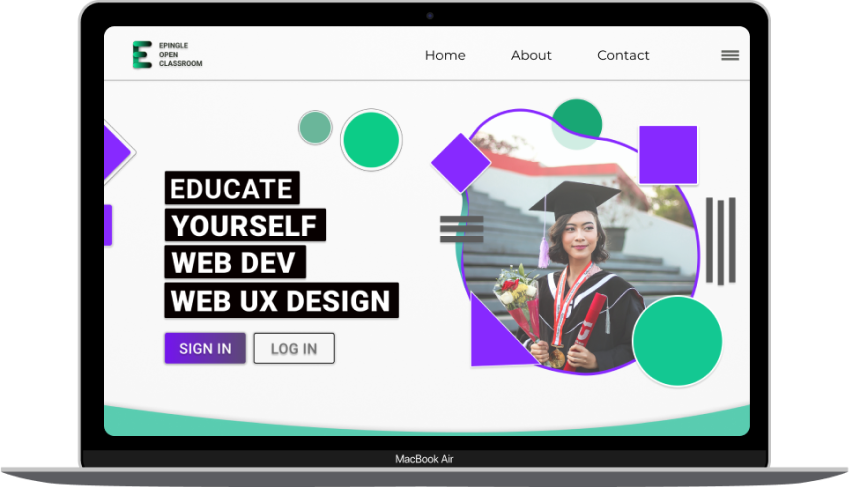 EPINGLE
OPEN
CLASSROOM
Home About Contact
EDUCATE
YOURSELF
WEB DEV
WEB UX DESIGN
SIGN IN LOG IN
MacBook Air